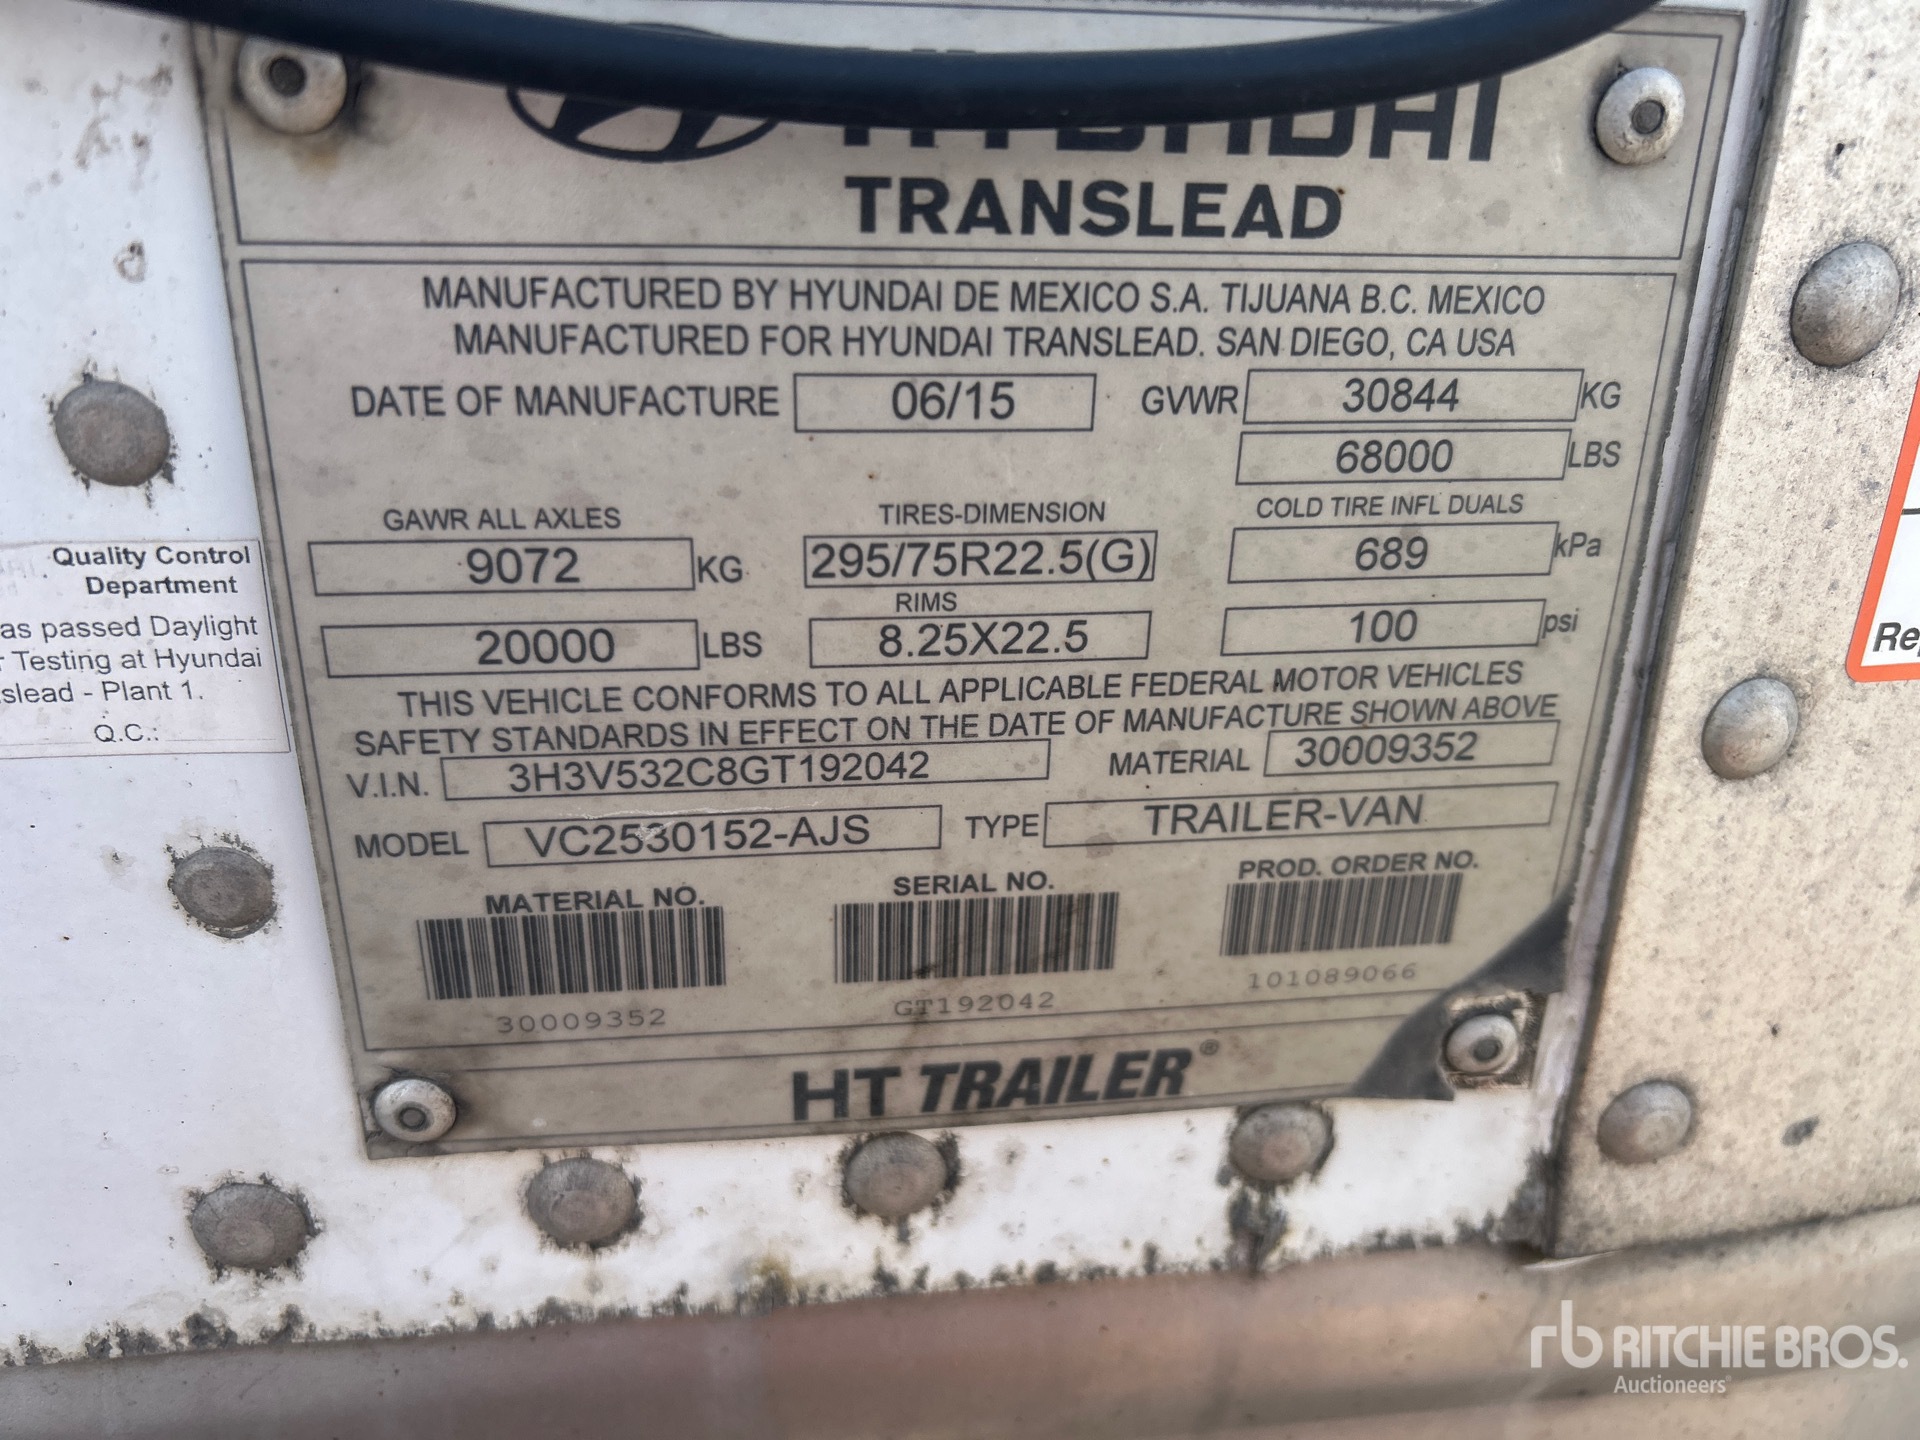 HYUNDAI
TRANSLEAD
MANUFACTURED BY HYUNDAI DE MEXICO S.A. TIJUANA B.C. MEXICO
MANUFACTURED FOR HYUNDAI TRANSLEAD. SAN DIEGO, CA USA
DATE OF MANUFACTURE 06/15 GVWR 30844 KG
68000 LBS
GAWR ALL AXLES TIRES-DIMENSION COLD TIRE INFL DUALS
9072 KG 295/75R22.5(G) 689 kPa
RIMS
20000 LBS 8.25X22.5 100 psi
THIS VEHICLE CONFORMS TO ALL APPLICABLE FEDERAL MOTOR VEHICLES
SAFETY STANDARDS IN EFFECT ON THE DATE OF MANUFACTURE SHOWN ABOVE
V.I.N. 3H3V532C8GT192042 MATERIAL 30009352
MODEL VC2530152-AJS TYPE TRAILER-VAN
MATERIAL NO. SERIAL NO. PROD. ORDER NO.
30009352 GT192042 101089066
HT TRAILER®
Quality Control
Department
as passed Daylight
Testing at Hyundai
slead - Plant 1.
Q.C.:
Re
rb RITCHIE BROS.
Auctioneers